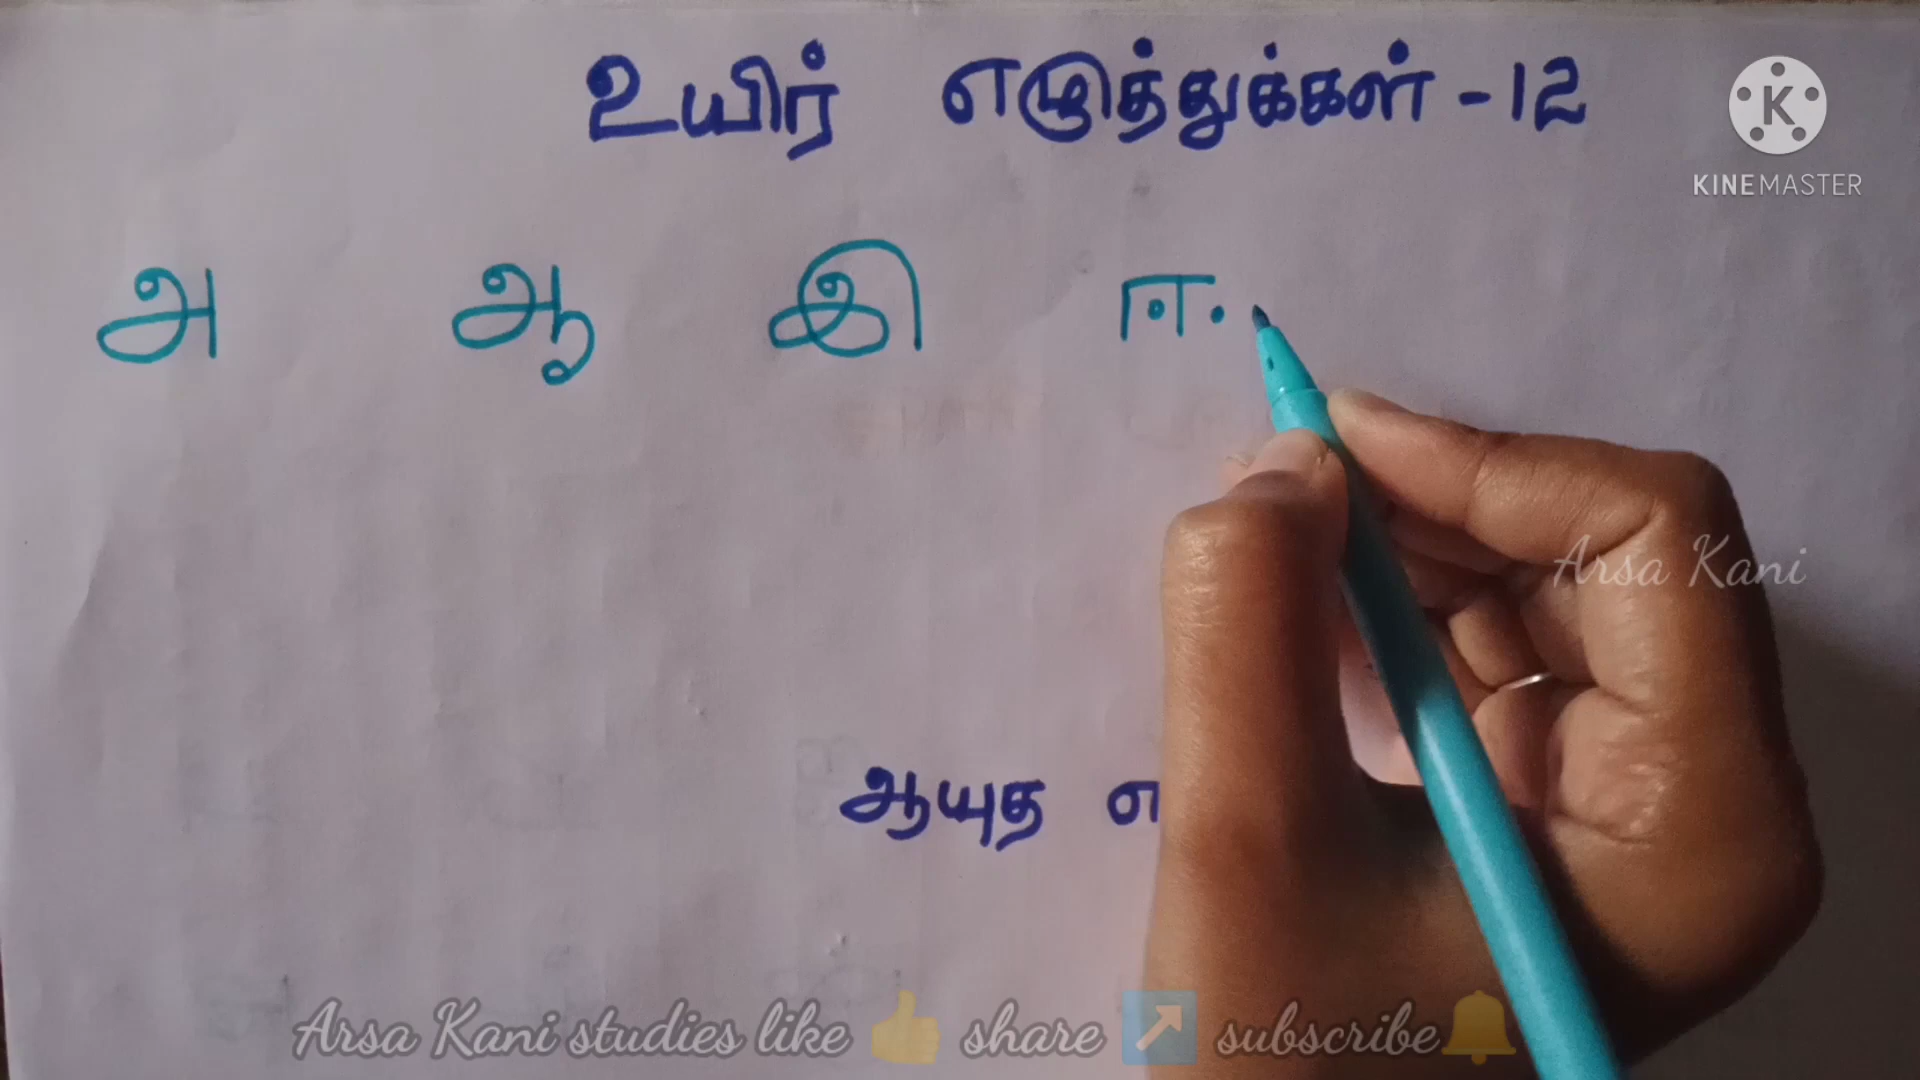 உயிர் எழுத்துக்கள் -12
KINEMASTER
அ ஆ இ ஈ
Arsa Kani
ஆயுத எ
Arsa Kani studies like 👍 share ↗ subscribe 🔔